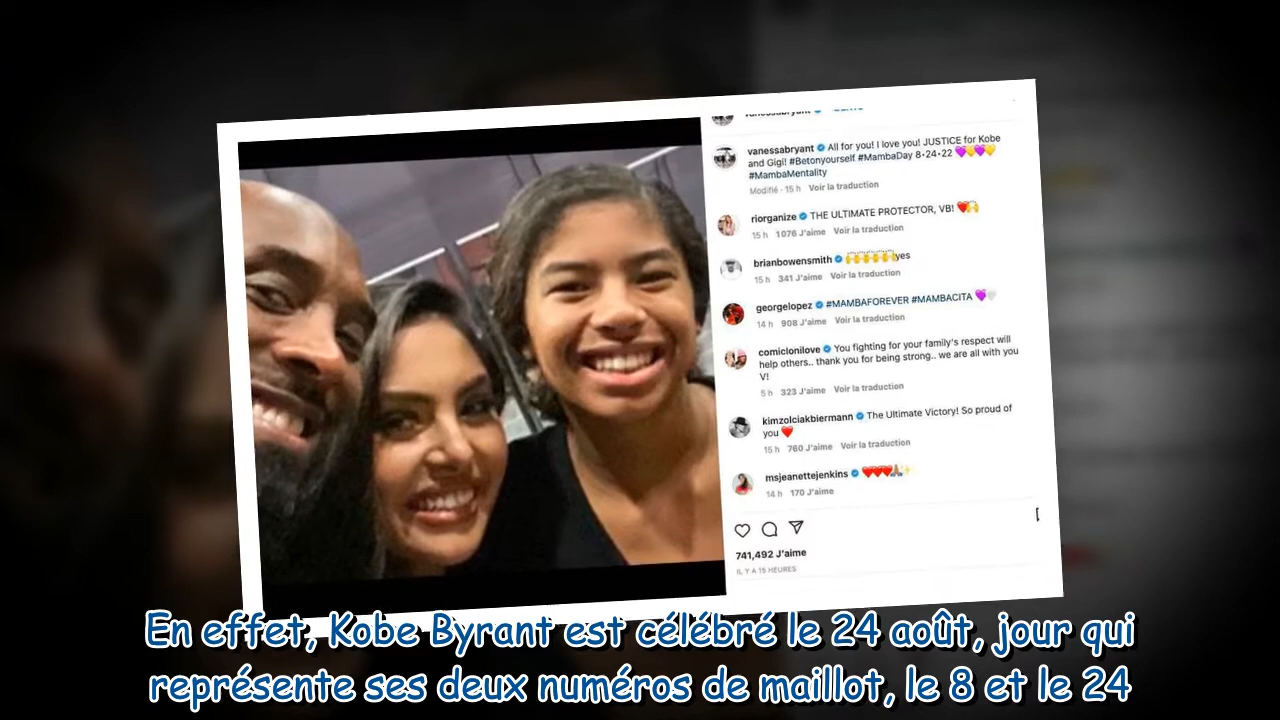 vanessabryant
vanessabryant All for you! I love you! JUSTICE for Kobe
and Gigi! #Betonyourself #MambaDay 8•24•22 💜💛💜💛
#MambaMentality
Modifié · 15 h Voir la traduction
riorganize THE ULTIMATE PROTECTOR, VB! ❤️🙌
15 h 1 076 J'aime Voir la traduction
brianbowensmith 🙌🙌🙌🙌🙌yes
15 h 341 J'aime Voir la traduction
georgelopez #MAMBAFOREVER #MAMBACITA 💜🤍
14 h 908 J'aime Voir la traduction
comiclonilove You fighting for your family's respect will
help others.. thank you for being strong.. we are all with you
V!
5 h 323 J'aime Voir la traduction
kimzolciakbiermann The Ultimate Victory! So proud of
you ❤️
15 h 760 J'aime Voir la traduction
msjeanettejenkins ❤️❤️❤️🙏🏽✨
14 h 170 J'aime
741,492 J'aime
IL Y A 15 HEURES
En effet, Kobe Byrant est célébré le 24 août, jour qui
représente ses deux numéros de maillot, le 8 et le 24